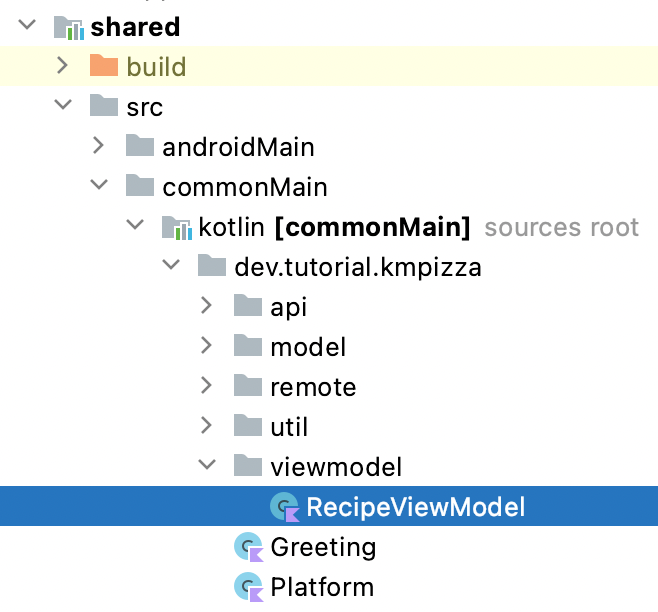 shared
build
src
androidMain
commonMain
kotlin [commonMain] sources root
dev.tutorial.kmpizza
api
model
remote
util
viewmodel
RecipeViewModel
Greeting
Platform